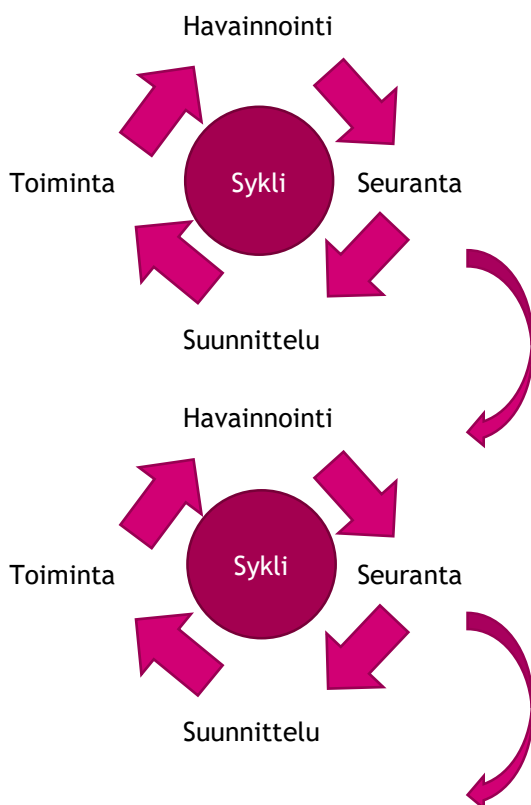 Havainnointi
Toiminta
Sykli
Seuranta
Suunnittelu
Havainnointi
Toiminta
Sykli
Seuranta
Suunnittelu